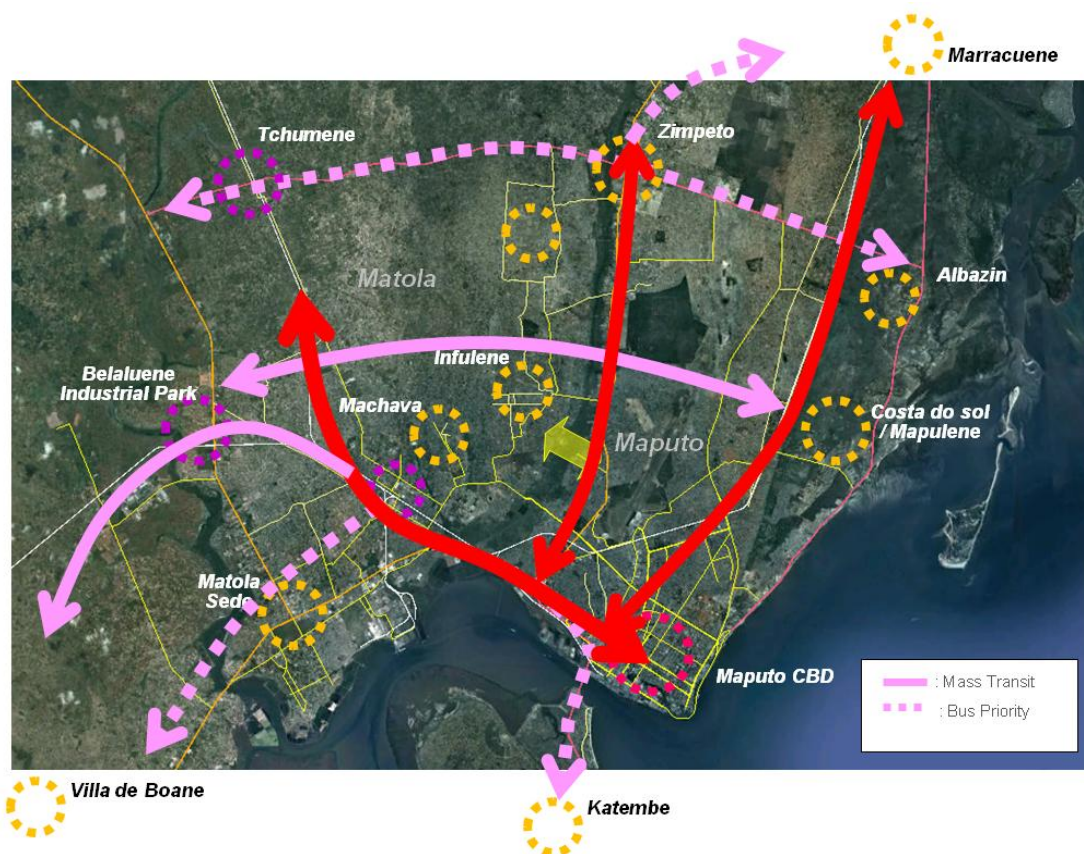 Marracuene
Tchumene
Zimpeto
Matola
Albazin
Infulene
Belaluene
Industrial Park
Machava
Costa do sol
/ Mapulene
Maputo
Matola
Sede
Maputo CBD
: Mass Transit
: Bus Priority
Villa de Boane
Katembe